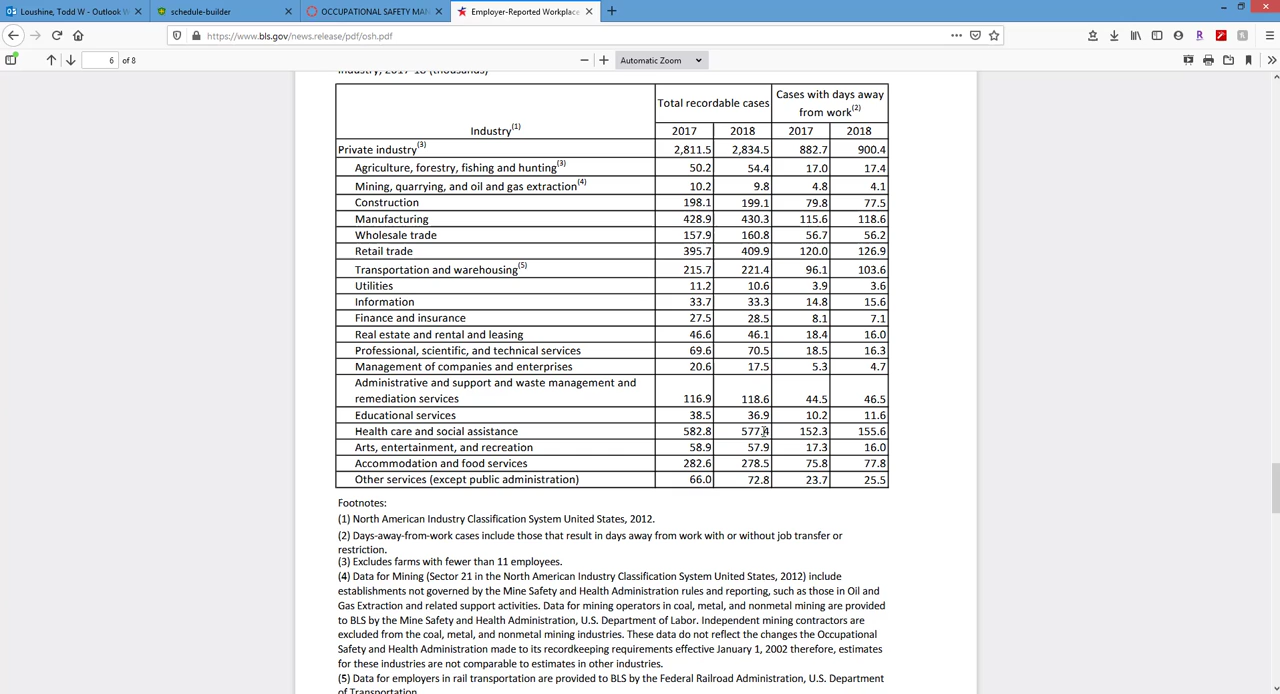 Loushine, Todd W - Outlook
schedule-builder
OCCUPATIONAL SAFETY MAN
Employer-Reported Workplace
https://www.bls.gov/news.release/pdf/osh.pdf
6 of 8
Automatic Zoom
industry, 2017-18 (thousands)
Industry(1) Total recordable cases Cases with days away from work(2)
2017 2018 2017 2018
Private industry(3) 2,811.5 2,834.5 882.7 900.4
Agriculture, forestry, fishing and hunting(3) 50.2 54.4 17.0 17.4
Mining, quarrying, and oil and gas extraction(4) 10.2 9.8 4.8 4.1
Construction 198.1 199.1 79.8 77.5
Manufacturing 428.9 430.3 115.6 118.6
Wholesale trade 157.9 160.8 56.7 56.2
Retail trade 395.7 409.9 120.0 126.9
Transportation and warehousing(5) 215.7 221.4 96.1 103.6
Utilities 11.2 10.6 3.9 3.6
Information 33.7 33.3 14.8 15.6
Finance and insurance 27.5 28.5 8.1 7.1
Real estate and rental and leasing 46.6 46.1 18.4 16.0
Professional, scientific, and technical services 69.6 70.5 18.5 16.3
Management of companies and enterprises 20.6 17.5 5.3 4.7
Administrative and support and waste management and
remediation services 116.9 118.6 44.5 46.5
Educational services 38.5 36.9 10.2 11.6
Health care and social assistance 582.8 577.4 152.3 155.6
Arts, entertainment, and recreation 58.9 57.9 17.3 16.0
Accommodation and food services 282.6 278.5 75.8 77.8
Other services (except public administration) 66.0 72.8 23.7 25.5
Footnotes:
(1) North American Industry Classification System United States, 2012.
(2) Days-away-from-work cases include those that result in days away from work with or without job transfer or
restriction.
(3) Excludes farms with fewer than 11 employees.
(4) Data for Mining (Sector 21 in the North American Industry Classification System United States, 2012) include
establishments not governed by the Mine Safety and Health Administration rules and reporting, such as those in Oil and
Gas Extraction and related support activities. Data for mining operators in coal, metal, and nonmetal mining are provided
to BLS by the Mine Safety and Health Administration, U.S. Department of Labor. Independent mining contractors are
excluded from the coal, metal, and nonmetal mining industries. These data do not reflect the changes the Occupational
Safety and Health Administration made to its recordkeeping requirements effective January 1, 2002 therefore, estimates
for these industries are not comparable to estimates in other industries.
(5) Data for employers in rail transportation are provided to BLS by the Federal Railroad Administration, U.S. Department
of Transportation.